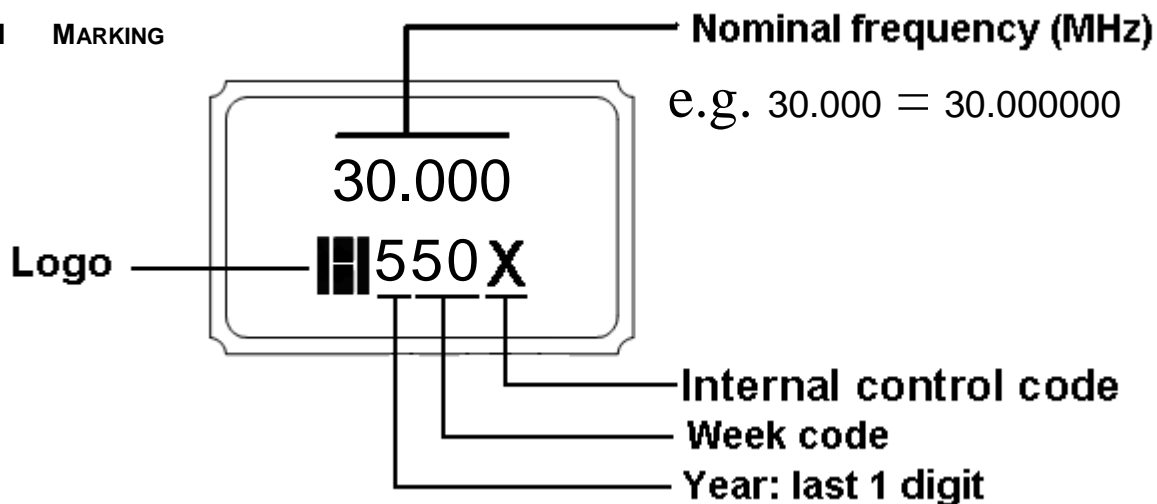 MARKING
Nominal frequency (MHz)
e.g. 30.000 = 30.000000
30.000
Logo
550X
Internal control code
Week code
Year: last 1 digit